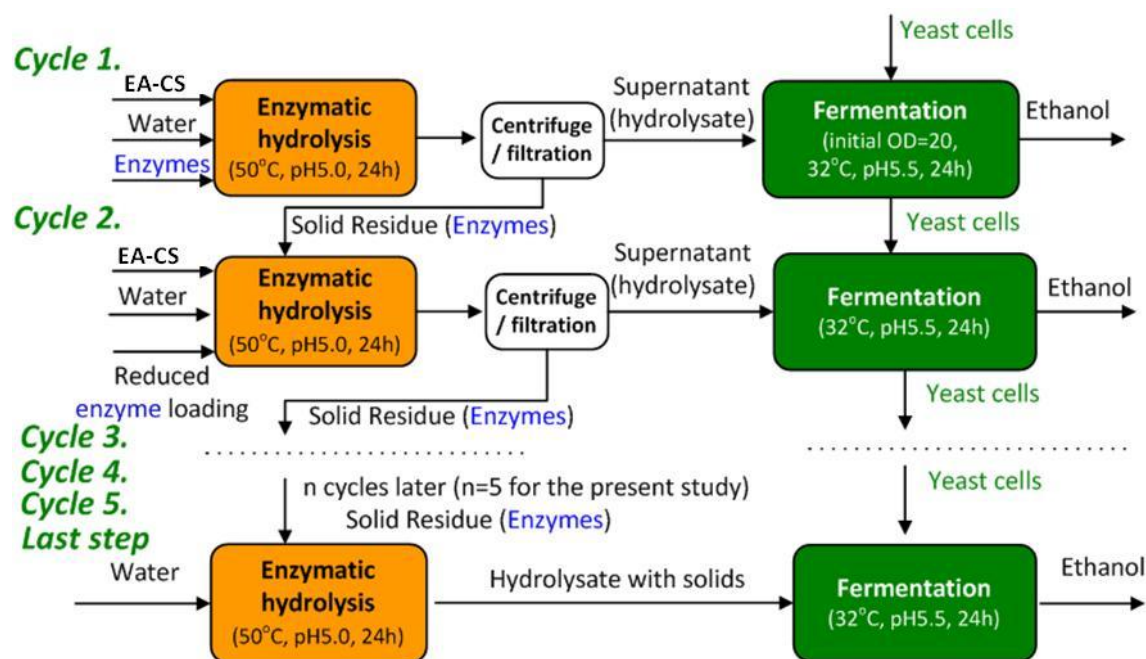 Yeast cells
Cycle 1.
EA-CS
Water
Enzymes
Enzymatic
hydrolysis
(50°C, pH5.0, 24h)
Centrifuge
/ filtration
Supernatant
(hydrolysate)
Fermentation
(initial OD=20,
32°C, pH5.5, 24h)
Ethanol
Solid Residue (Enzymes)
Yeast cells
Cycle 2.
EA-CS
Water
Reduced
enzyme loading
Enzymatic
hydrolysis
(50°C, pH5.0, 24h)
Centrifuge
/ filtration
Supernatant
(hydrolysate)
Fermentation
(32°C, pH5.5, 24h)
Ethanol
Solid Residue (Enzymes)
Yeast cells
Cycle 3.
Cycle 4.
Cycle 5.
Last step
n cycles later (n=5 for the present study)
Solid Residue (Enzymes)
Yeast cells
Water
Enzymatic
hydrolysis
(50°C, pH5.0, 24h)
Hydrolysate with solids
Fermentation
(32°C, pH5.5, 24h)
Ethanol